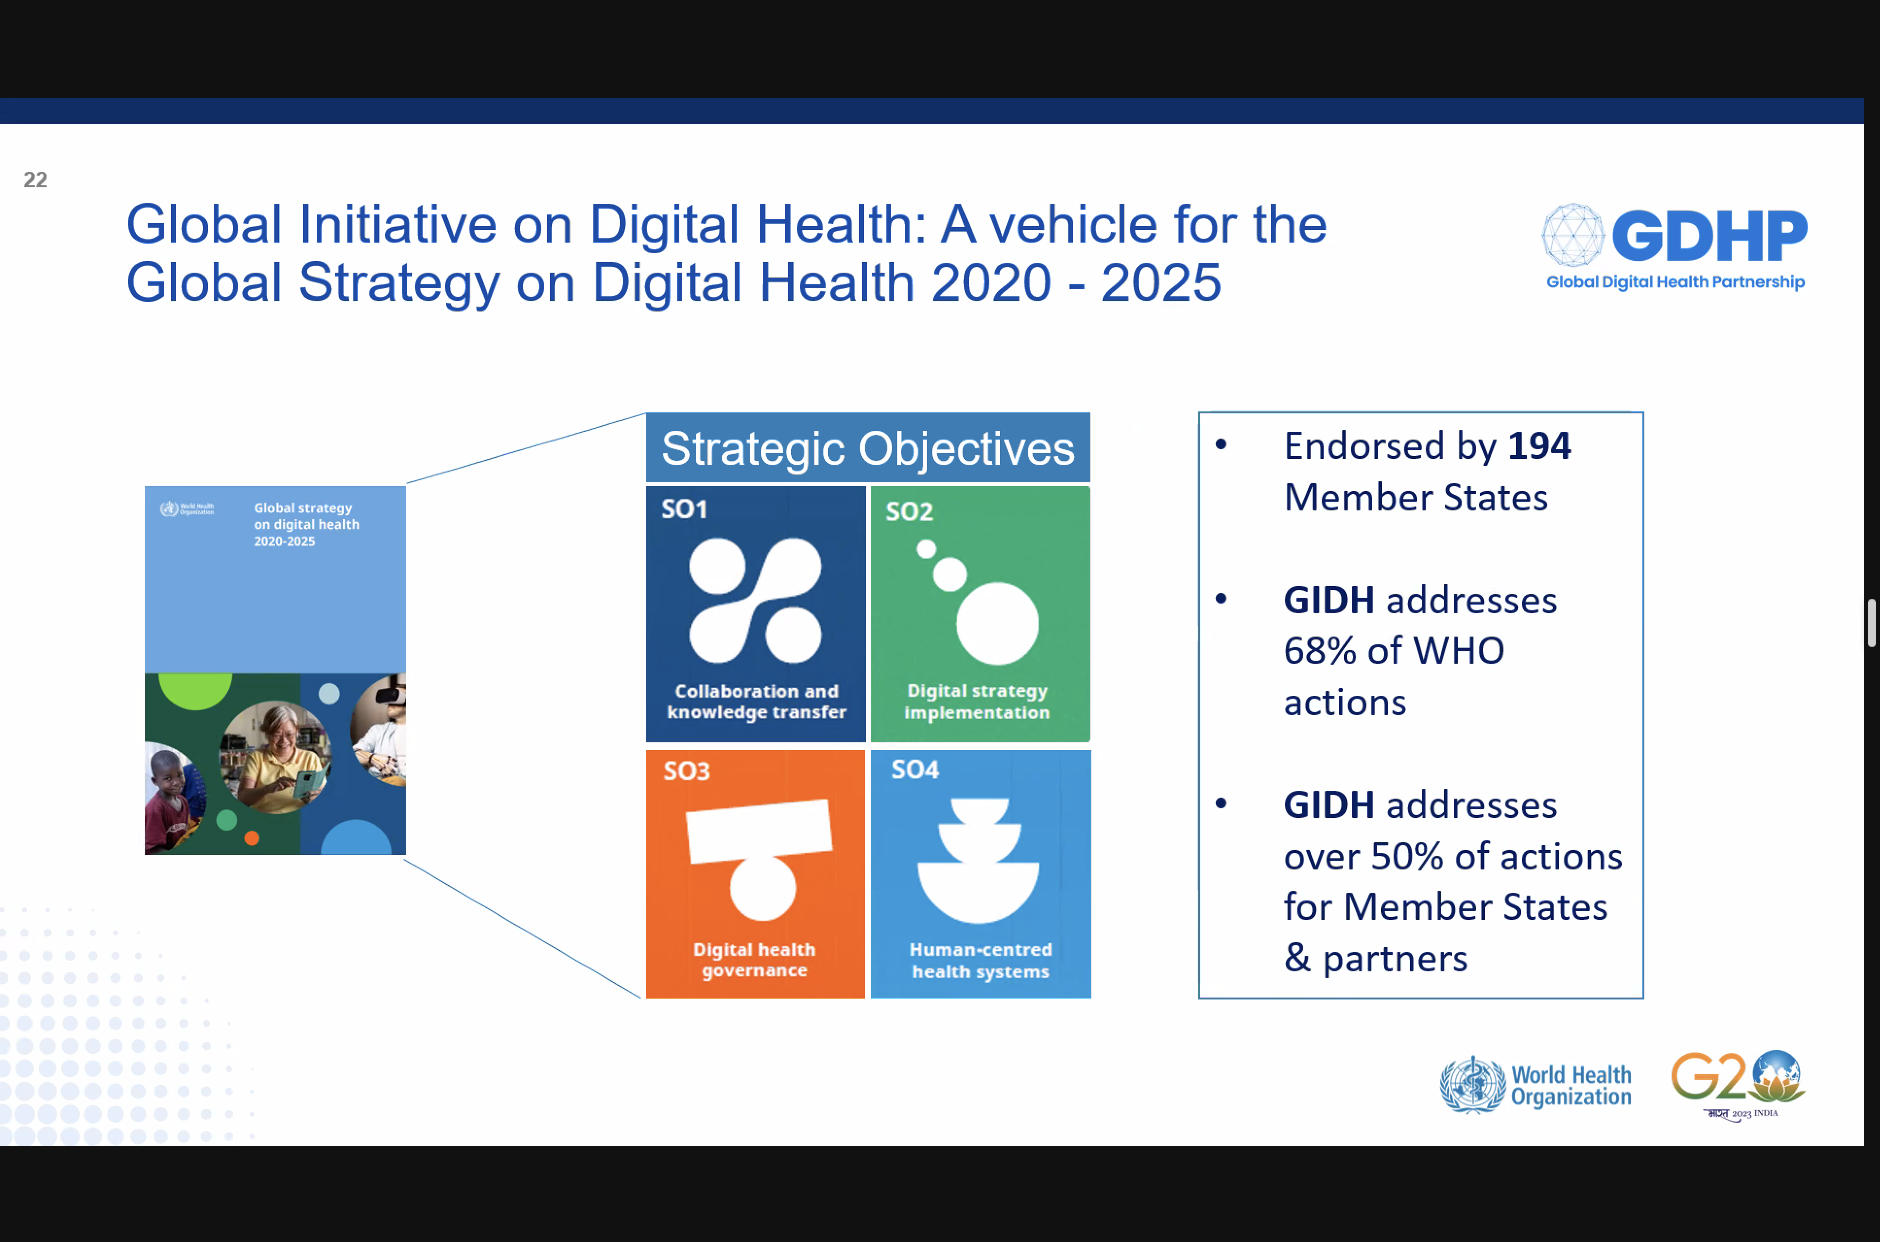 22
Global Initiative on Digital Health: A vehicle for the
Global Strategy on Digital Health 2020 - 2025
GDHP
Global Digital Health Partnership
World Health
Organization
Global strategy
on digital health
2020-2025
Strategic Objectives
SO1
Collaboration and
knowledge transfer
SO2
Digital strategy
implementation
SO3
Digital health
governance
SO4
Human-centred
health systems
• Endorsed by 194
Member States
• GIDH addresses
68% of WHO
actions
• GIDH addresses
over 50% of actions
for Member States
& partners
World Health
Organization
G20
भारत 2023 INDIA